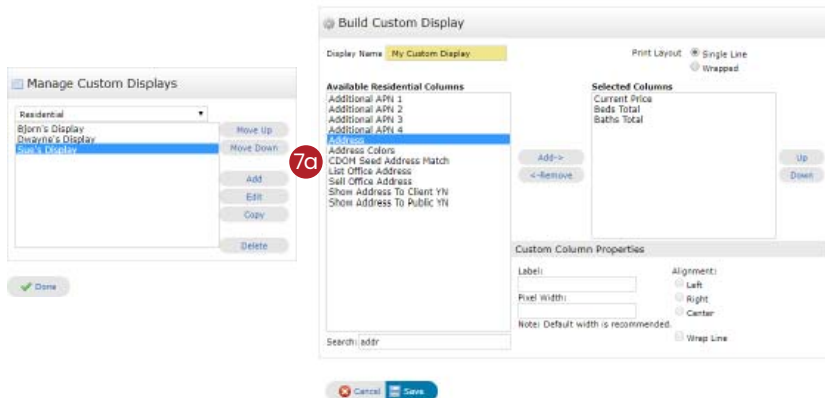 Manage Custom Displays
Residential
Bjorn's Display
Dwayne's Display
Sue's Display
Move Up
Move Down
Add
Edit
Copy
Delete
Done
7a
Build Custom Display
Display Name My Custom Display
Print Layout Single Line
Wrapped
Available Residential Columns
Additional APN 1
Additional APN 2
Additional APN 3
Additional APN 4
Address
Address Colors
CDOM Seed Address Match
List Office Address
Sell Office Address
Show Address To Client YN
Show Address To Public YN
Search: addr
Add->
<-Remove
Selected Columns
Current Price
Beds Total
Baths Total
Up
Down
Custom Column Properties
Label:
Pixel Width:
Note: Default width is recommended.
Alignment:
Left
Right
Center
Wrap Line
Cancel
Save